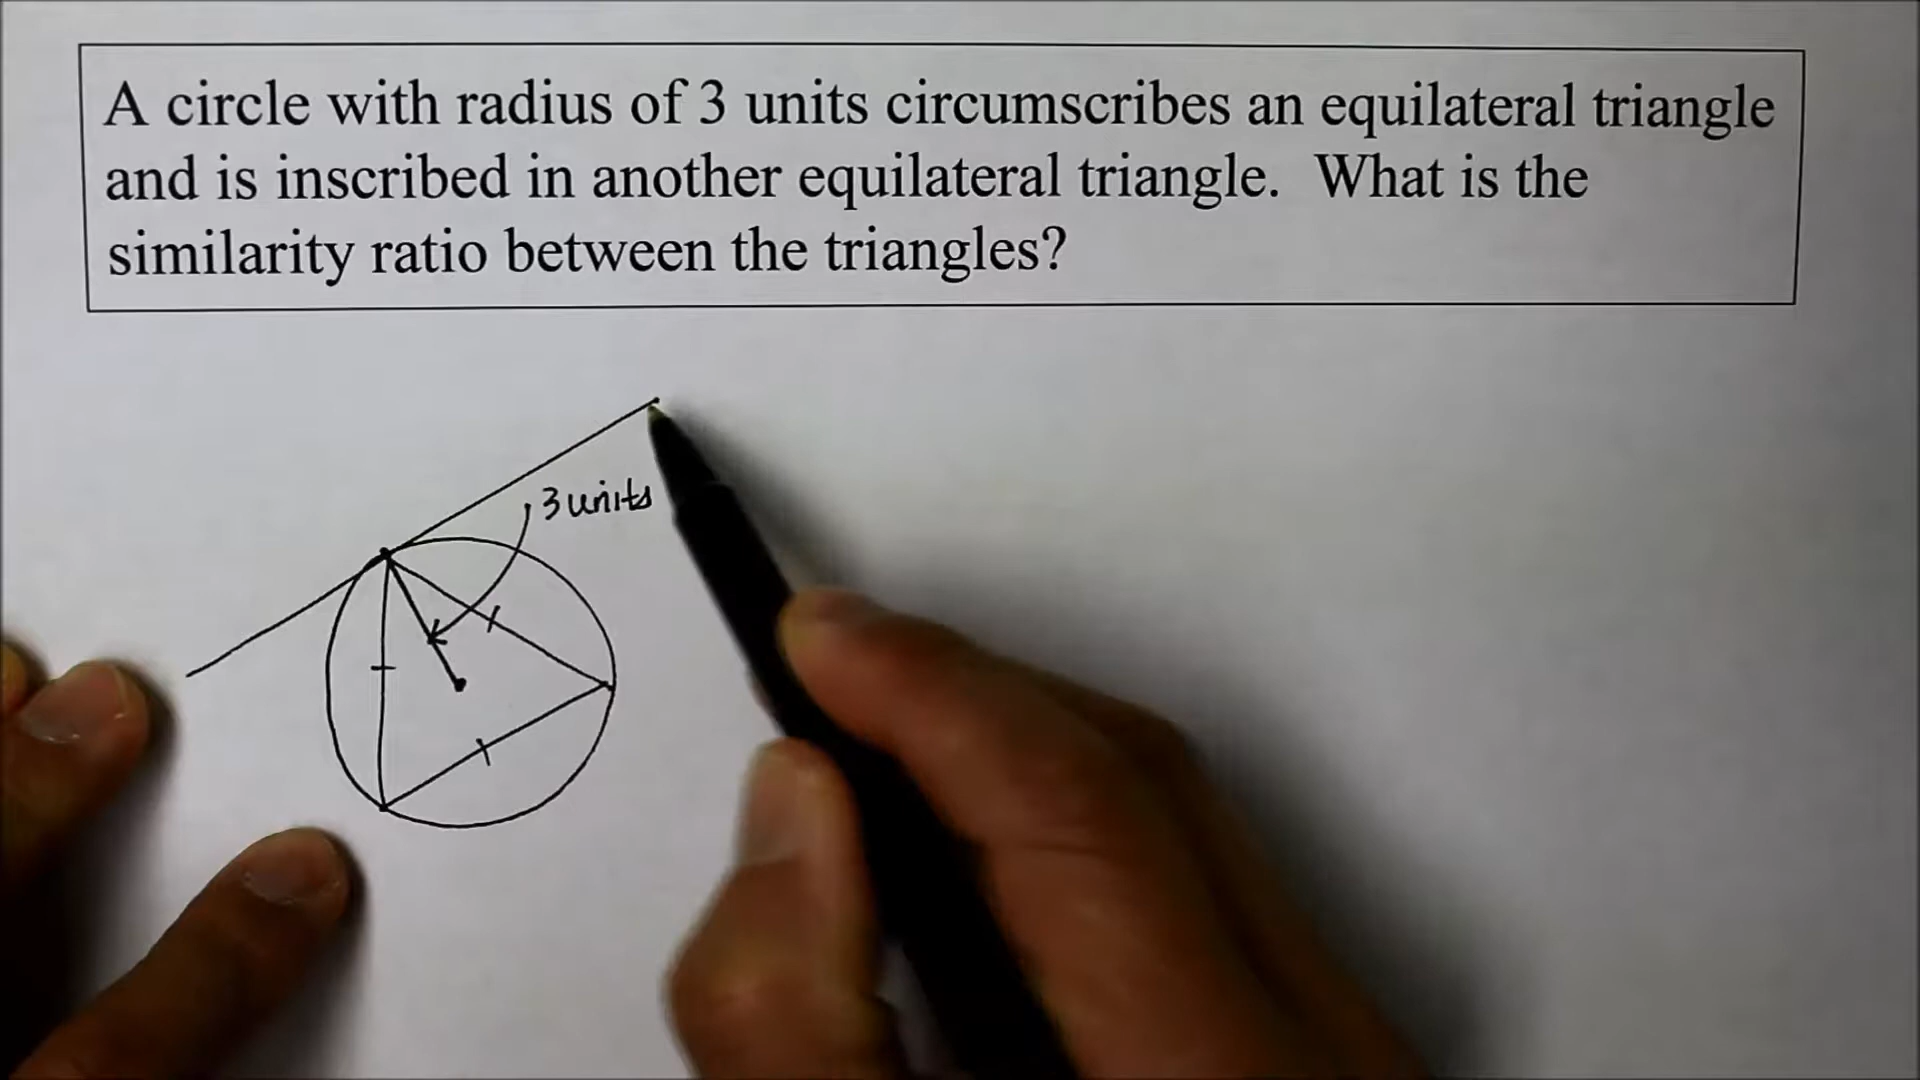 A circle with radius of 3 units circumscribes an equilateral triangle
and is inscribed in another equilateral triangle. What is the
similarity ratio between the triangles?
3 units